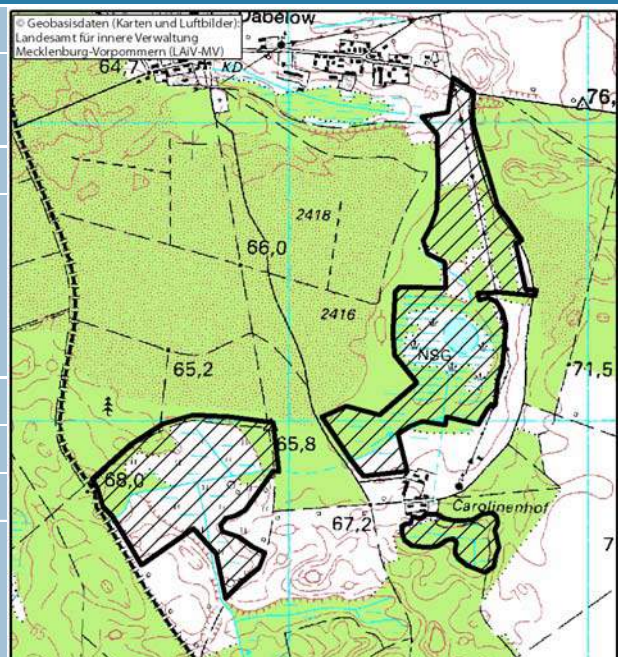 © Geobasisdaten (Karten und Luftbilder):
Landesamt für innere Verwaltung
Mecklenburg-Vorpommern (LAiV-MV)
Dabelow
64,7
KD
76,
2418
66,0
2416
NSG
65,2
71,5
65,8
68,0
Carolinenhof
67,2
7